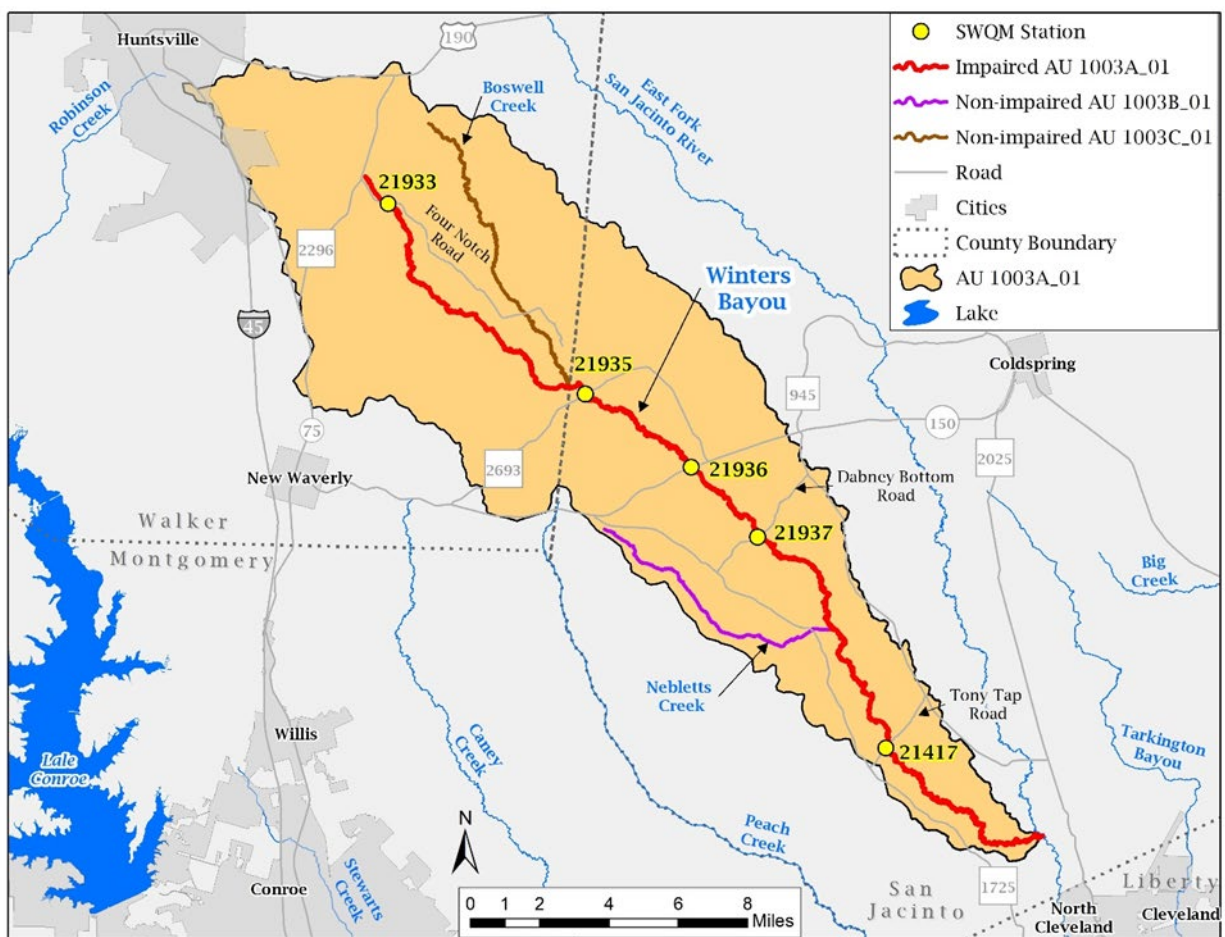 Huntsville
190
Robinson
Creek
Boswell
Creek
East Fork
San Jacinto River
SWQM Station
Impaired AU 1003A_01
Non-impaired AU 1003B_01
Non-impaired AU 1003C_01
Road
Cities
County Boundary
AU 1003A_01
Lake
21933
Four Notch
Road
2296
45
Winters
Bayou
21935
Coldspring
945
150
75
2693
21936
2025
New Waverly
Dabney Bottom
Road
21937
Walker
Montgomery
Big
Creek
Nebletts
Creek
Tony Tap
Road
Willis
Caney
Creek
21417
Tarkington
Bayou
Lale
Conroe
Peach
Creek
N
Stewarts
Creek
Conroe
0 1 2 4 6 8
Miles
San
Jacinto
1725
Liberty
North
Cleveland
Cleveland